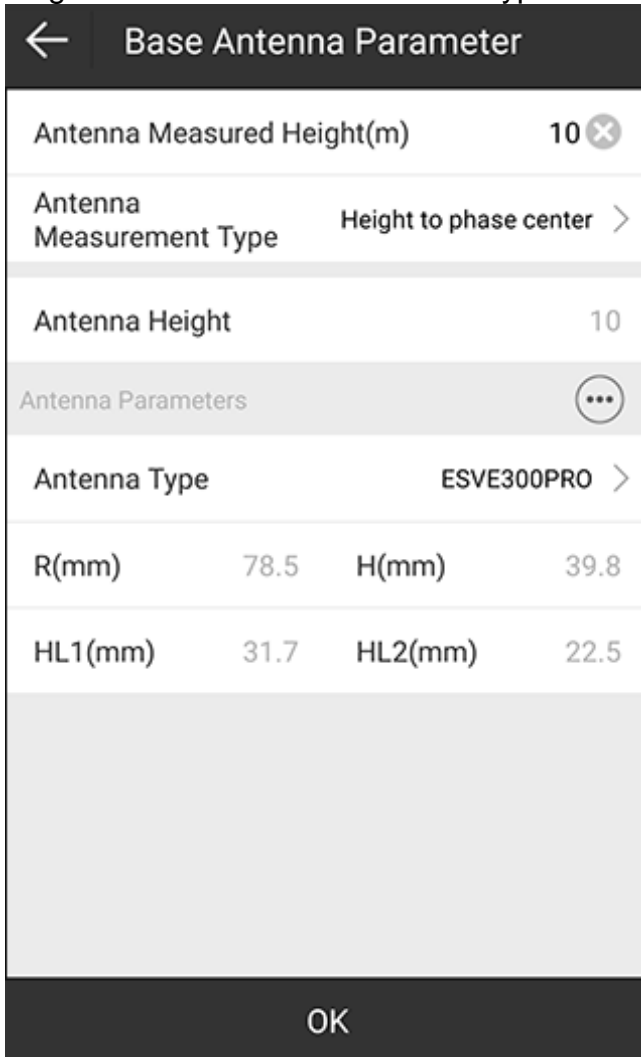 Base Antenna Parameter
Antenna Measured Height(m) 10
Antenna
Measurement Type Height to phase center
Antenna Height 10
Antenna Parameters
Antenna Type ESVE300PRO
R(mm) 78.5 H(mm) 39.8
HL1(mm) 31.7 HL2(mm) 22.5
OK